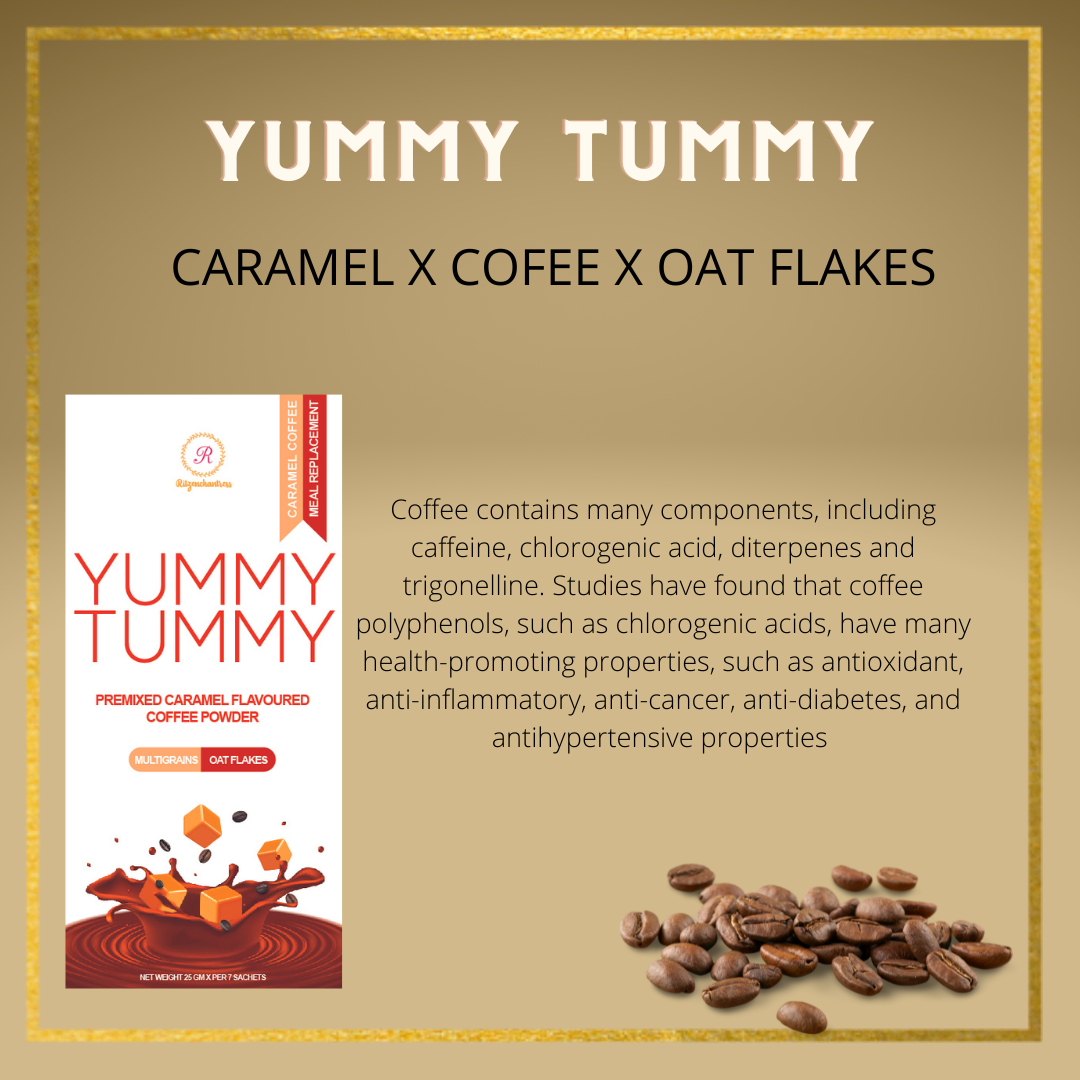 YUMMY TUMMY
CARAMEL X COFEE X OAT FLAKES
CARAMEL COFFEE
MEAL REPLACEMENT
R
Ritzenchantress
YUMMY
TUMMY
PREMIXED CARAMEL FLAVOURED
COFFEE POWDER
MULTIGRAINS OAT FLAKES
NET WEIGHT 25 GM X PER 7 SACHETS
Coffee contains many components, including
caffeine, chlorogenic acid, diterpenes and
trigonelline. Studies have found that coffee
polyphenols, such as chlorogenic acids, have many
health-promoting properties, such as antioxidant,
anti-inflammatory, anti-cancer, anti-diabetes, and
antihypertensive properties